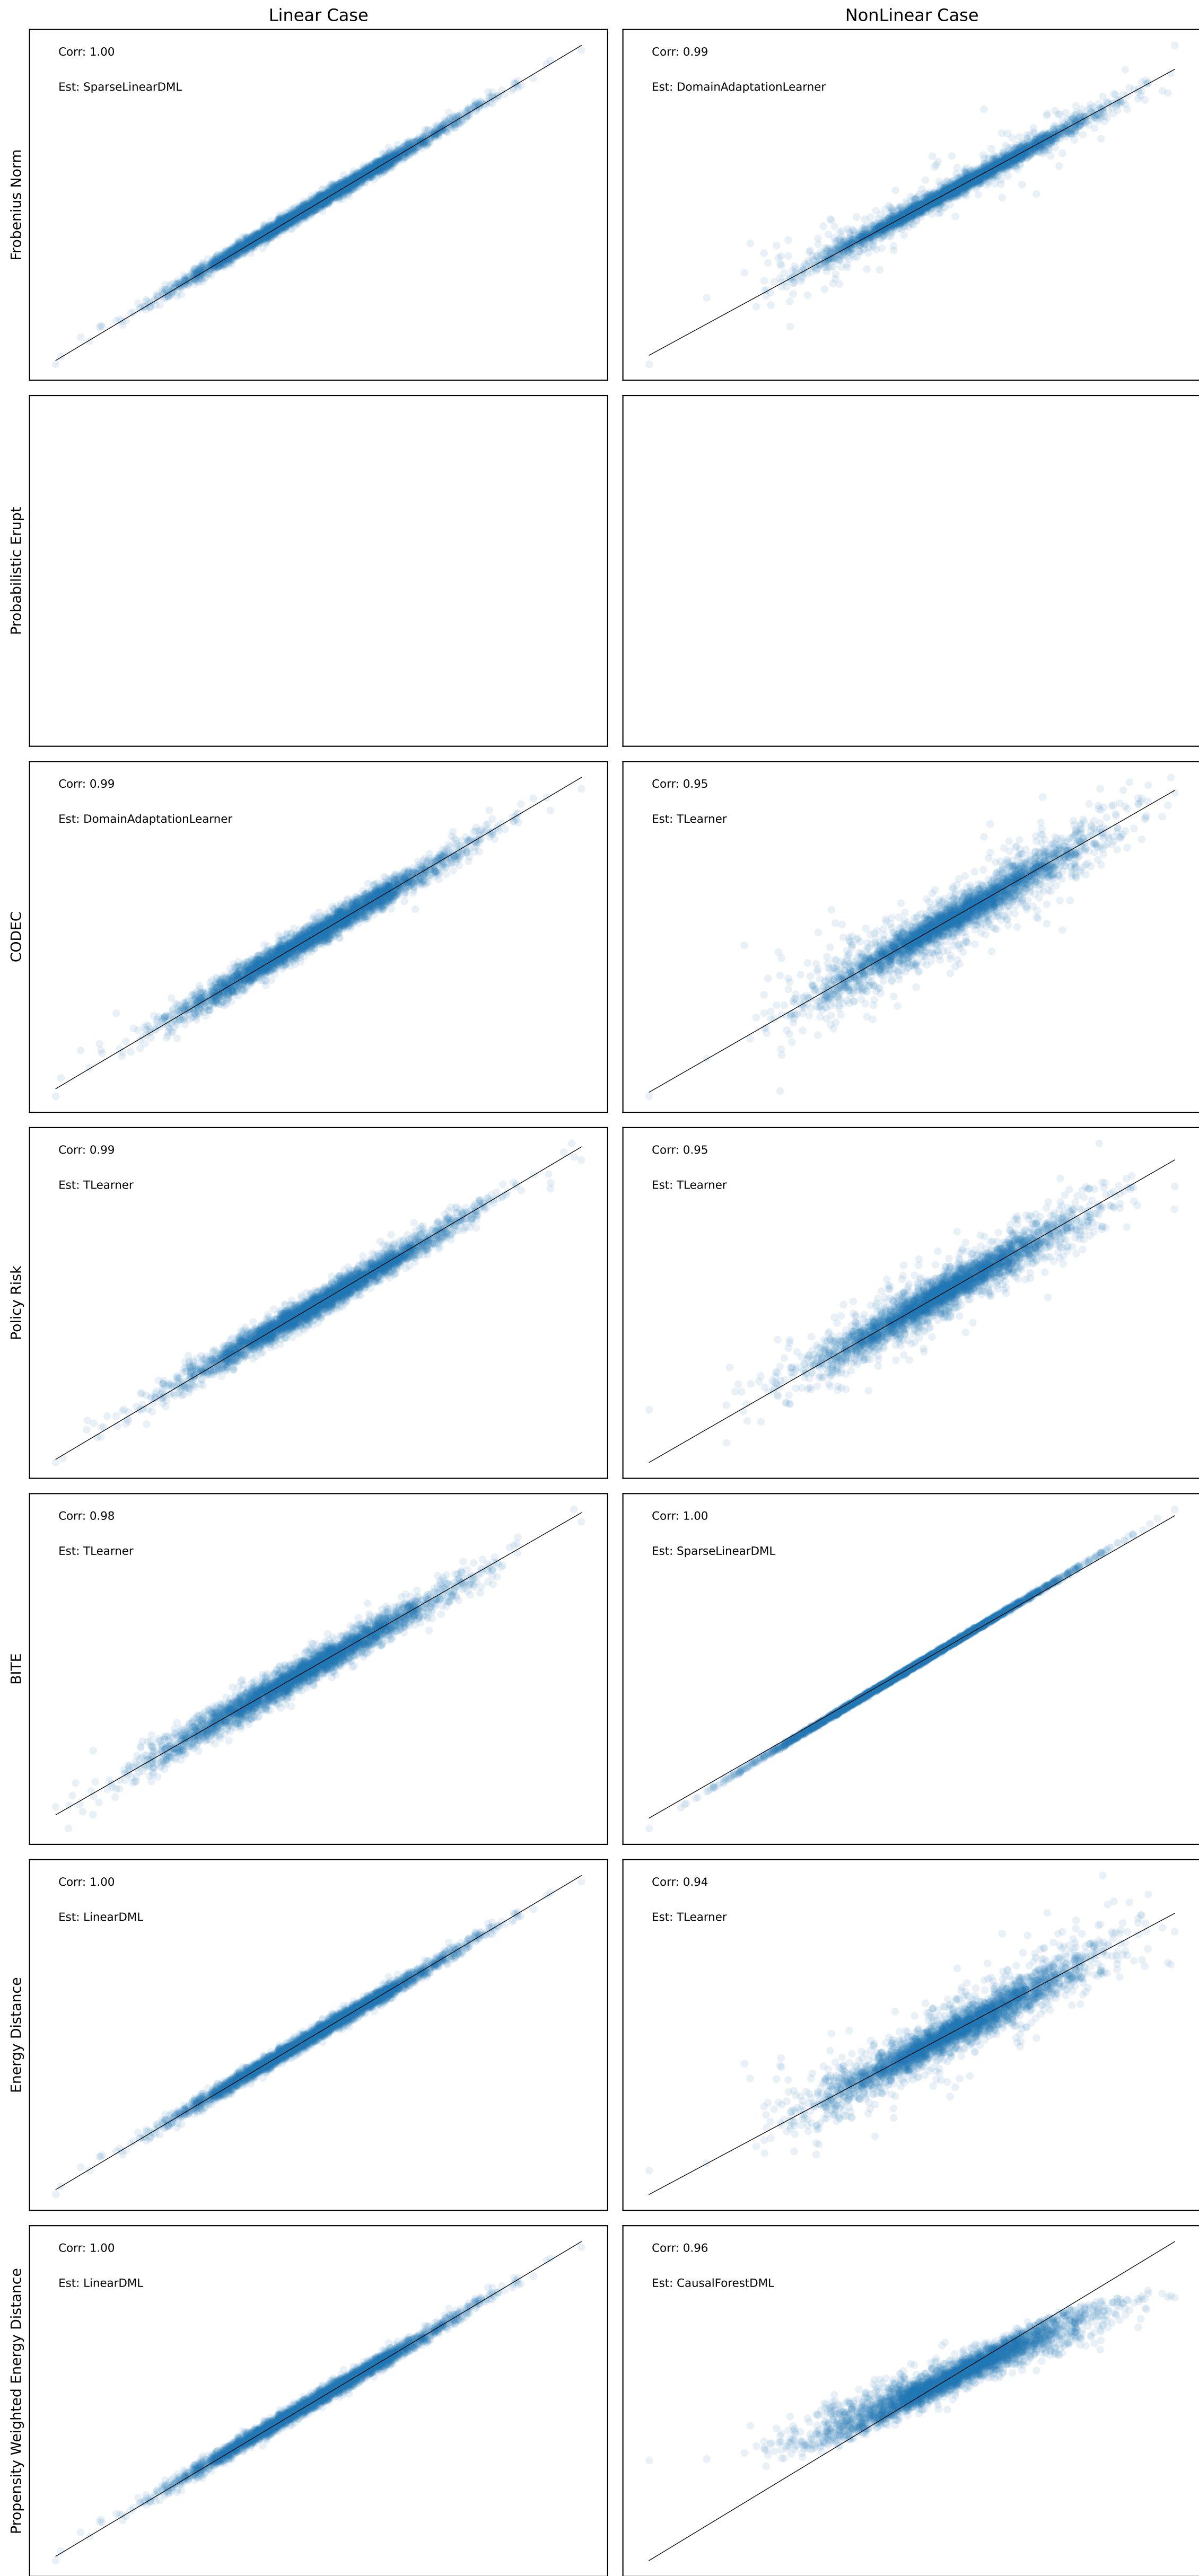 Linear Case
NonLinear Case
Frobenius Norm
Corr: 1.00
Est: SparseLinearDML
Corr: 0.99
Est: DomainAdaptationLearner
Probabilistic Erupt
CODEC
Corr: 0.99
Est: DomainAdaptationLearner
Corr: 0.95
Est: TLearner
Policy Risk
Corr: 0.99
Est: TLearner
Corr: 0.95
Est: TLearner
BITE
Corr: 0.98
Est: TLearner
Corr: 1.00
Est: SparseLinearDML
Energy Distance
Corr: 1.00
Est: LinearDML
Corr: 0.94
Est: TLearner
Propensity Weighted Energy Distance
Corr: 1.00
Est: LinearDML
Corr: 0.96
Est: CausalForestDML